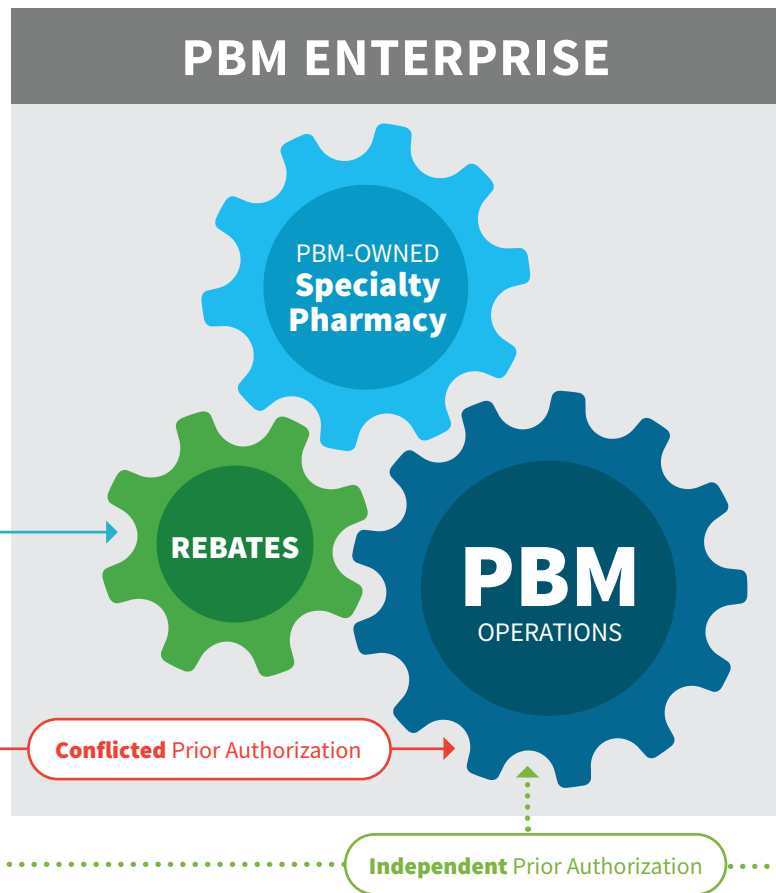 PBM ENTERPRISE
PBM-OWNED
Specialty
Pharmacy
REBATES
PBM
OPERATIONS
Conflicted Prior Authorization
Independent Prior Authorization